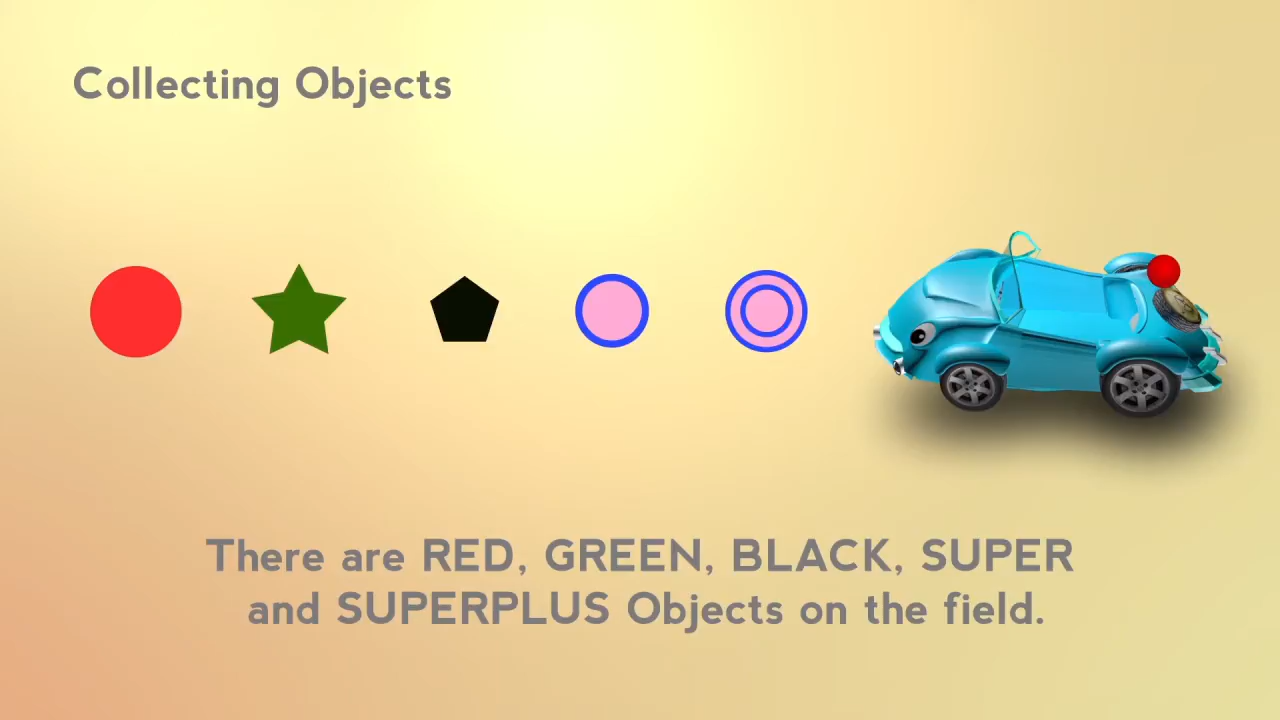 Collecting Objects
There are RED, GREEN, BLACK, SUPER
and SUPERPLUS Objects on the field.